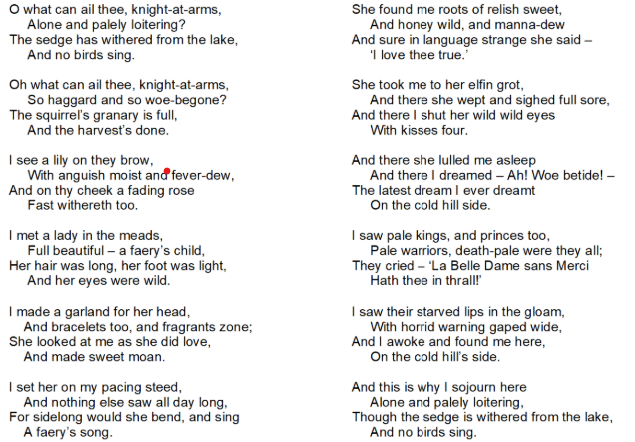 O what can ail thee, knight-at-arms,
Alone and palely loitering?
The sedge has withered from the lake,
And no birds sing.
Oh what can ail thee, knight-at-arms,
So haggard and so woe-begone?
The squirrel's granary is full,
And the harvest's done.
I see a lily on they brow,
With anguish moist and fever-dew,
And on thy cheek a fading rose
Fast withereth too.
I met a lady in the meads,
Full beautiful – a faery's child,
Her hair was long, her foot was light,
And her eyes were wild.
I made a garland for her head,
And bracelets too, and fragrants zone;
She looked at me as she did love,
And made sweet moan.
I set her on my pacing steed,
And nothing else saw all day long,
For sidelong would she bend, and sing
A faery's song.
She found me roots of relish sweet,
And honey wild, and manna-dew
And sure in language strange she said –
'I love thee true.'
She took me to her elfin grot,
And there she wept and sighed full sore,
And there I shut her wild wild eyes
With kisses four.
And there she lulled me asleep
And there I dreamed – Ah! Woe betide! –
The latest dream I ever dreamt
On the cold hill side.
I saw pale kings, and princes too,
Pale warriors, death-pale were they all;
They cried – 'La Belle Dame sans Merci
Hath thee in thrall!'
I saw their starved lips in the gloam,
With horrid warning gaped wide,
And I awoke and found me here,
On the cold hill's side.
And this is why I sojourn here
Alone and palely loitering,
Though the sedge is withered from the lake,
And no birds sing.